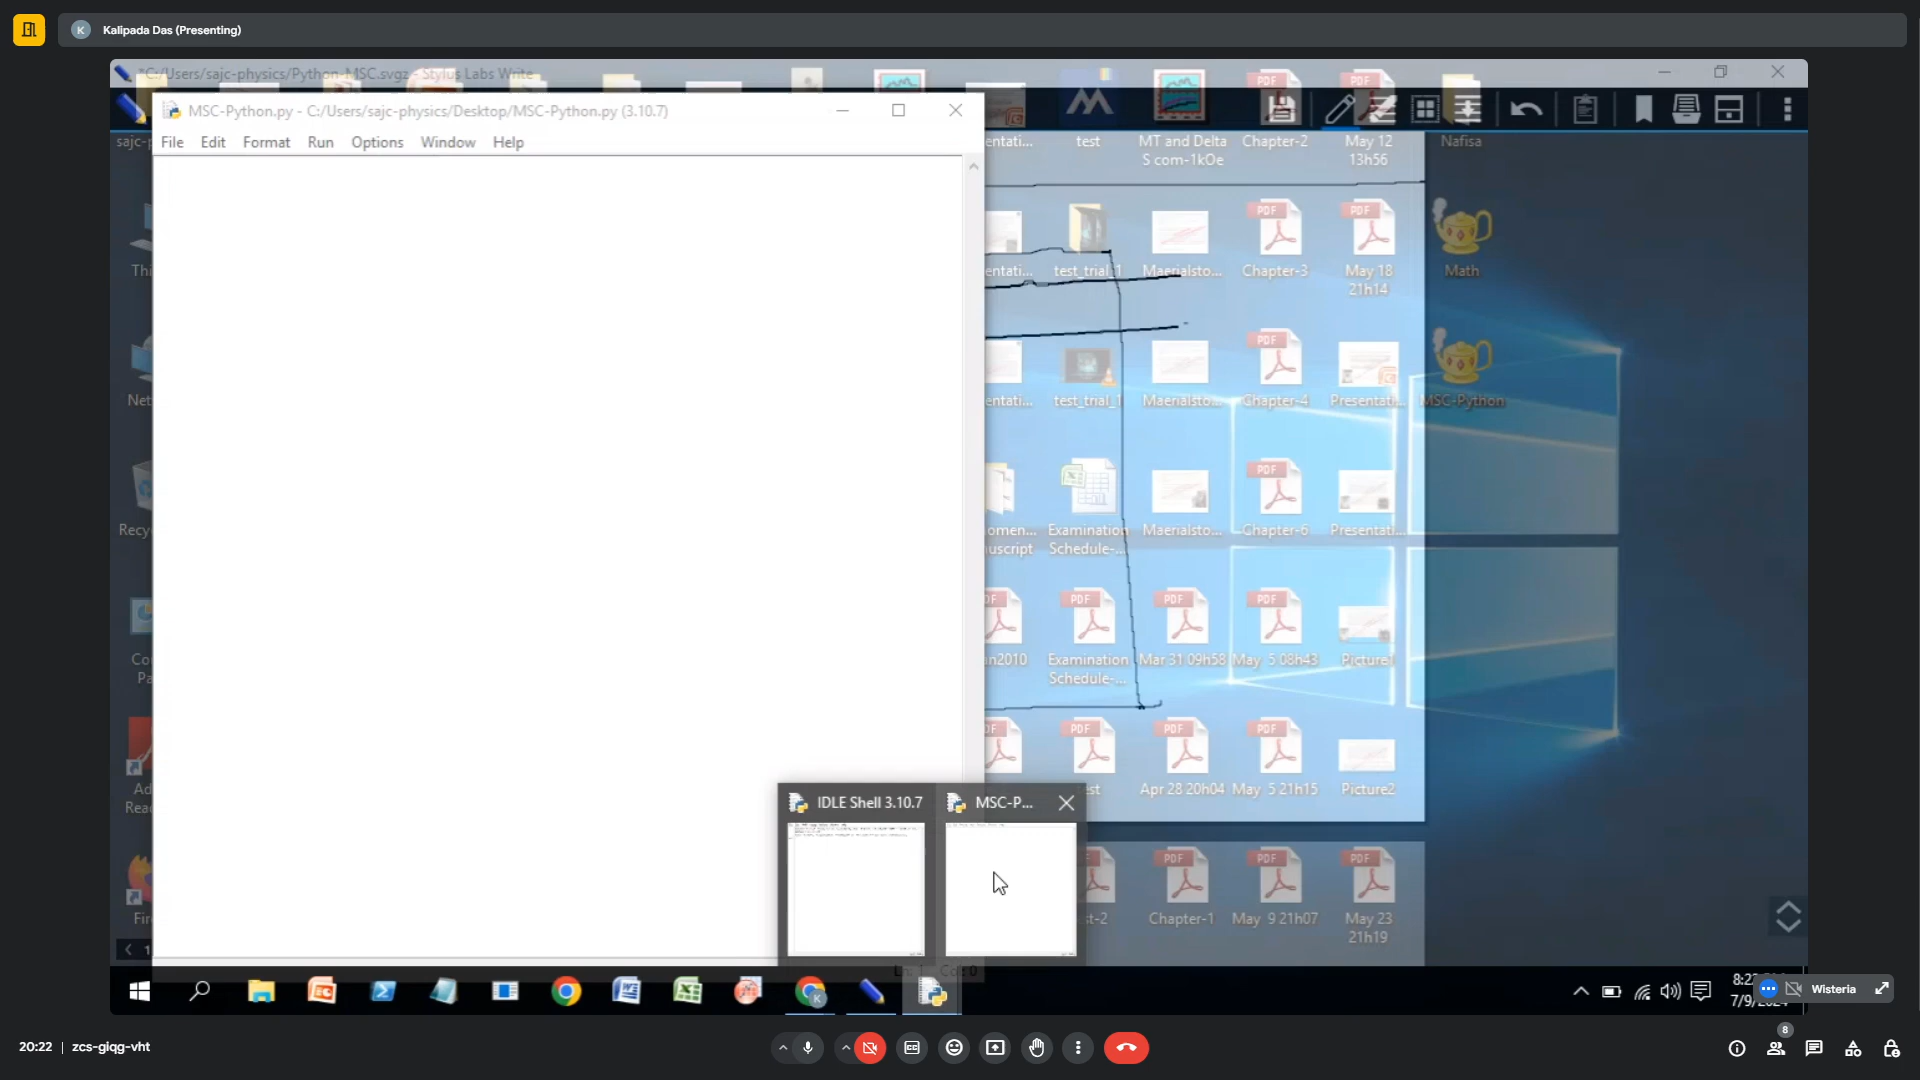 K Kalipada Das (Presenting)
*C:/Users/sajc-physics/Python-MSC.svgz - Stylus Labs Write
MSC-Python.py - C:/Users/sajc-physics/Desktop/MSC-Python.py (3.10.7)
File Edit Format Run Options Window Help
test
MT and Delta
S com-1kOe
Chapter-2
May 12
13h56
Nafisa
test_trial_1
Maerialsto...
Chapter-3
May 18
21h14
Math
test_trial_1
Maerialsto...
Chapter-4
Presentati...
MSC-Python
Examination
Schedule-...
Maerialsto...
Chapter-6
Presentati...
Examination
Schedule-...
Mar 31 09h58
May 5 08h43
Picture1
Apr 28 20h04
May 5 21h15
Picture2
IDLE Shell 3.10.7
MSC-P...
Chapter-1
May 9 21h07
May 23
21h19
Wisteria
20:22 | zcs-giqg-vht
8